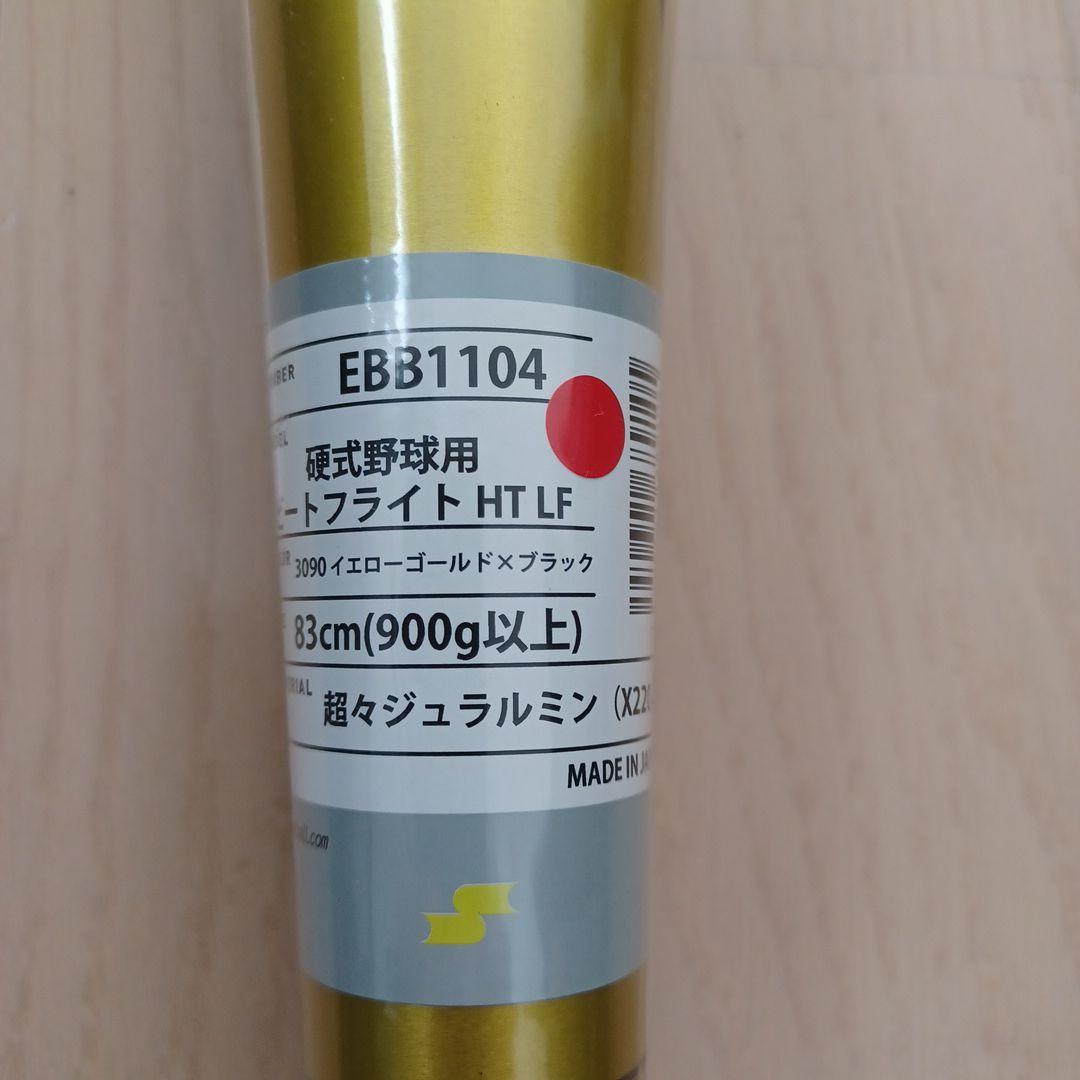 EBB1104
硬式野球用
ートフライト HT LF
3090 イエローゴールド×ブラック
83cm(900g以上)
超々ジュラルミン (X220
MADE IN JA
.com